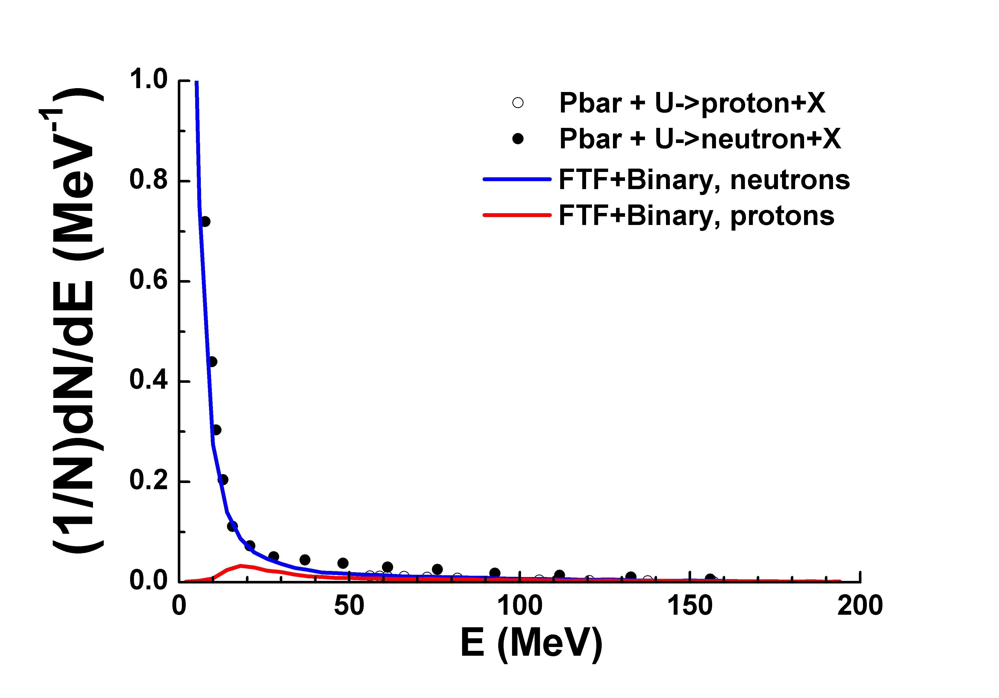 (1/N)dN/dE (MeV-1)
1.0
0.8
0.6
0.4
0.2
0.0
Pbar + U->proton+X
Pbar + U->neutron+X
FTF+Binary, neutrons
FTF+Binary, protons
0 50 100 150 200
E (MeV)